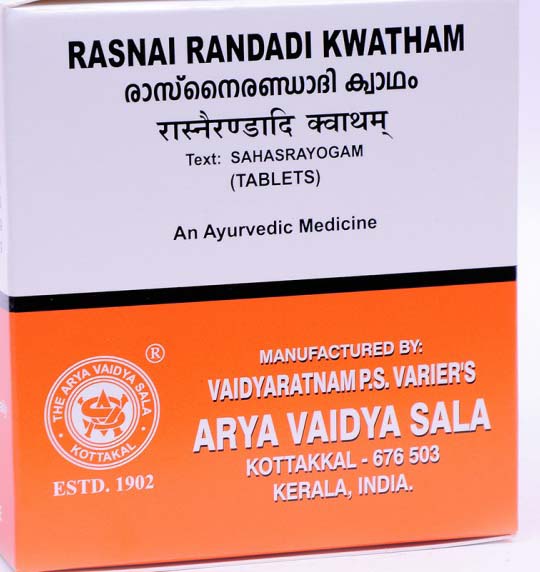 RASNAI RANDADI KWATHAM
രാസ്നൈരണ്ഡാദി ക്വാഥം
रास्नैरण्डादि क्वाथम्
Text: SAHASRAYOGAM
(TABLETS)
An Ayurvedic Medicine
THE ARYA VAIDYA SALA
KOTTAKAL
®
ESTD. 1902
MANUFACTURED BY:
VAIDYARATNAM P.S. VARIER'S
ARYA VAIDYA SALA
KOTTAKKAL - 676 503
KERALA, INDIA.